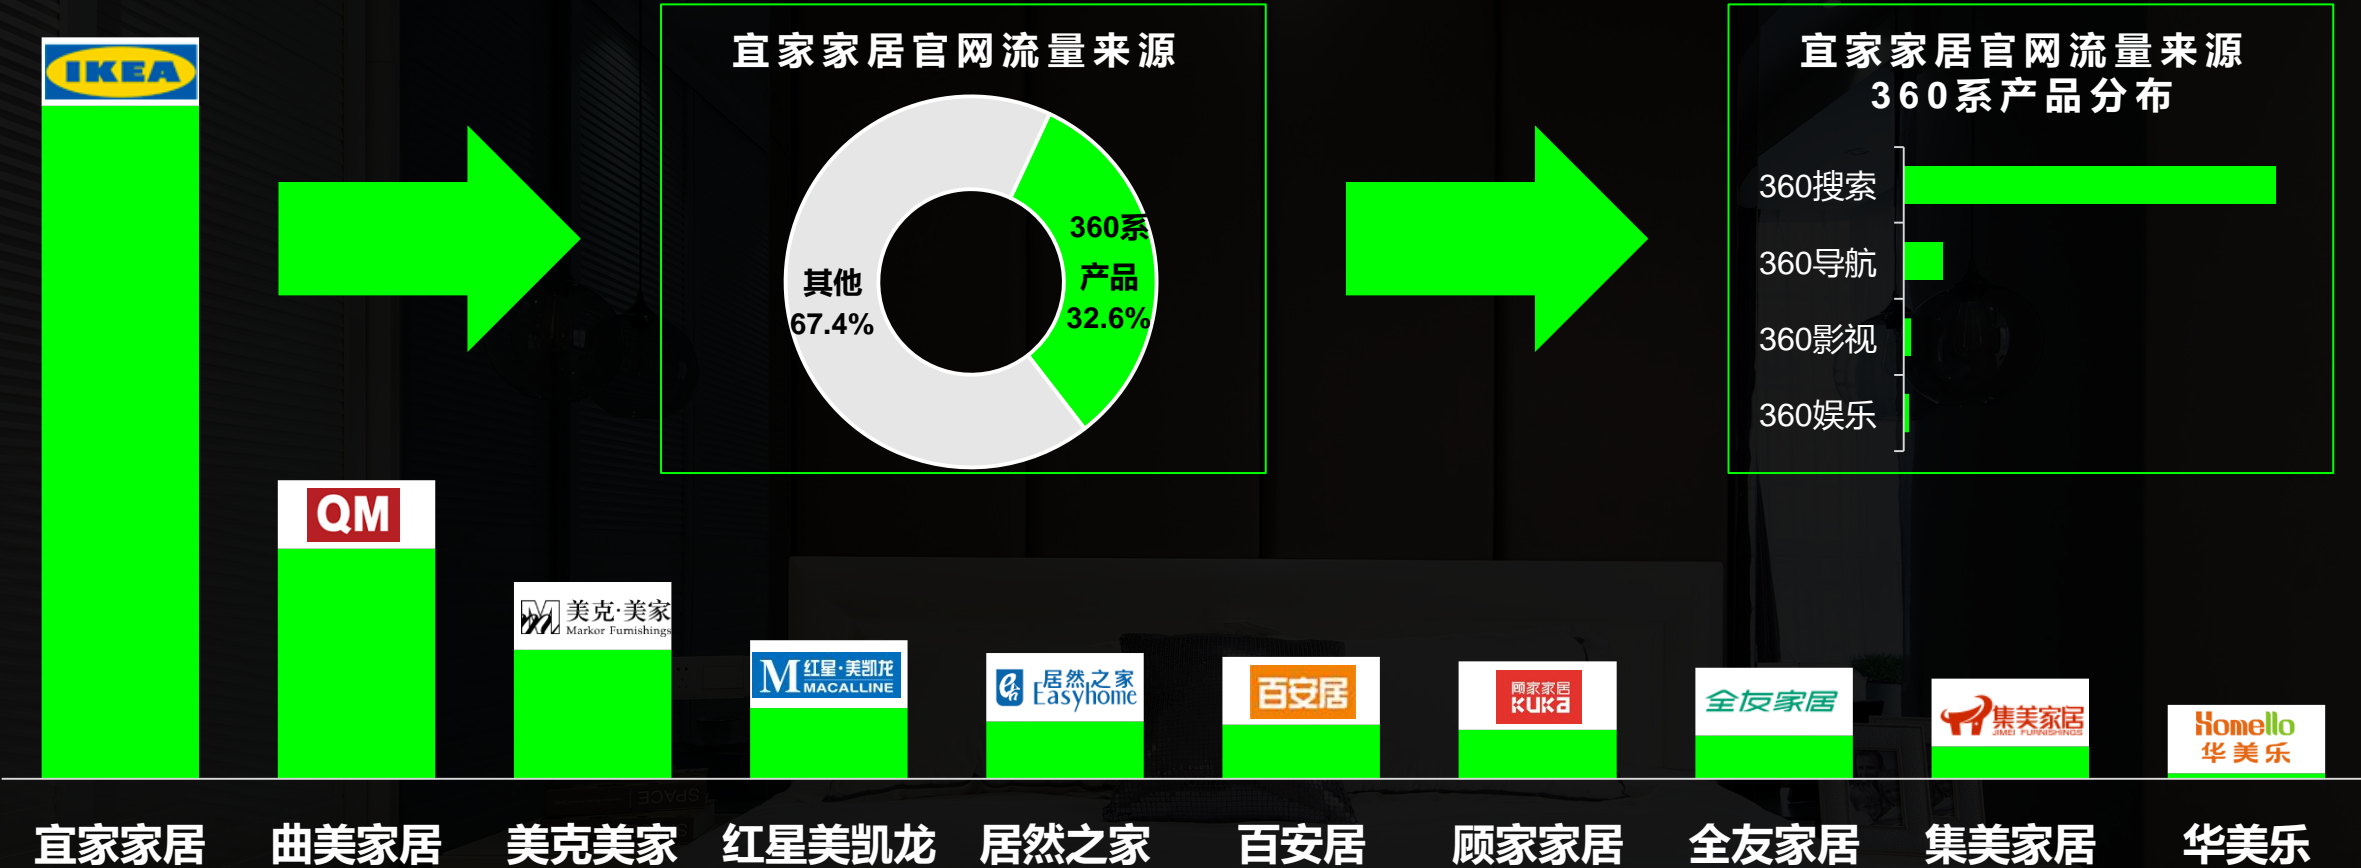 IKEA
宜家家居官网流量来源
360系
产品
32.6%
其他
67.4%
宜家家居官网流量来源
360系产品分布
360搜索
360导航
360影视
360娱乐
QM
美克·美家
Markor Furnishings
M 红星·美凯龙
MACALLINE
居然之家
Easyhome
百安居
顾家家居
KUKa
全友家居
集美家居
JIMEI FURNISHINGS
Homello
华美乐
SPACE
宜家家居 曲美家居 美克美家 红星美凯龙 居然之家 百安居 顾家家居 全友家居 集美家居 华美乐